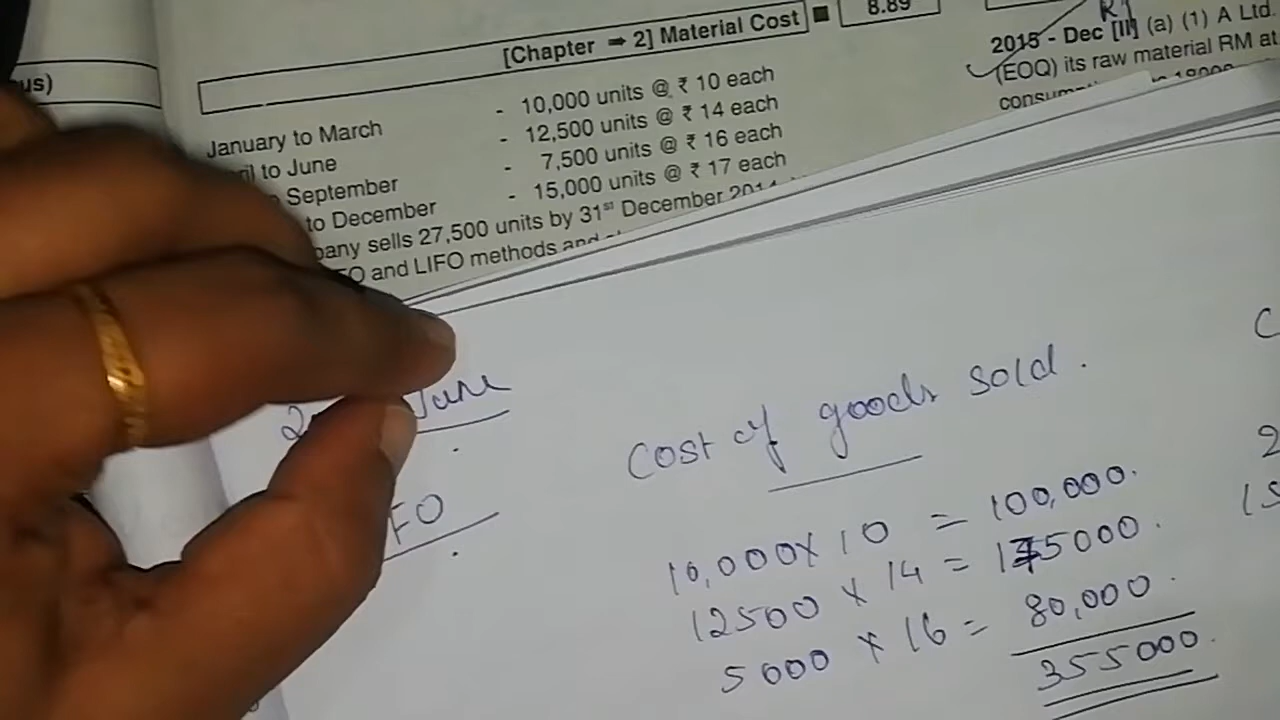 us)
[Chapter ➡ 2] Material Cost ■ 8.89
January to March - 10,000 units @ ₹ 10 each
to June - 12,500 units @ ₹ 14 each
September - 7,500 units @ ₹ 16 each
to December - 15,000 units @ ₹ 17 each
sells 27,500 units by 31st December 2014
and LIFO methods and
2015 - Dec [II] (a) (1) A Ltd.
(EOQ) its raw material RM at
June
FO
Cost of goods sold.
10,000 x 10 = 100,000.
12500 x 14 = 175000.
5000 x 16 = 80,000.
355000.